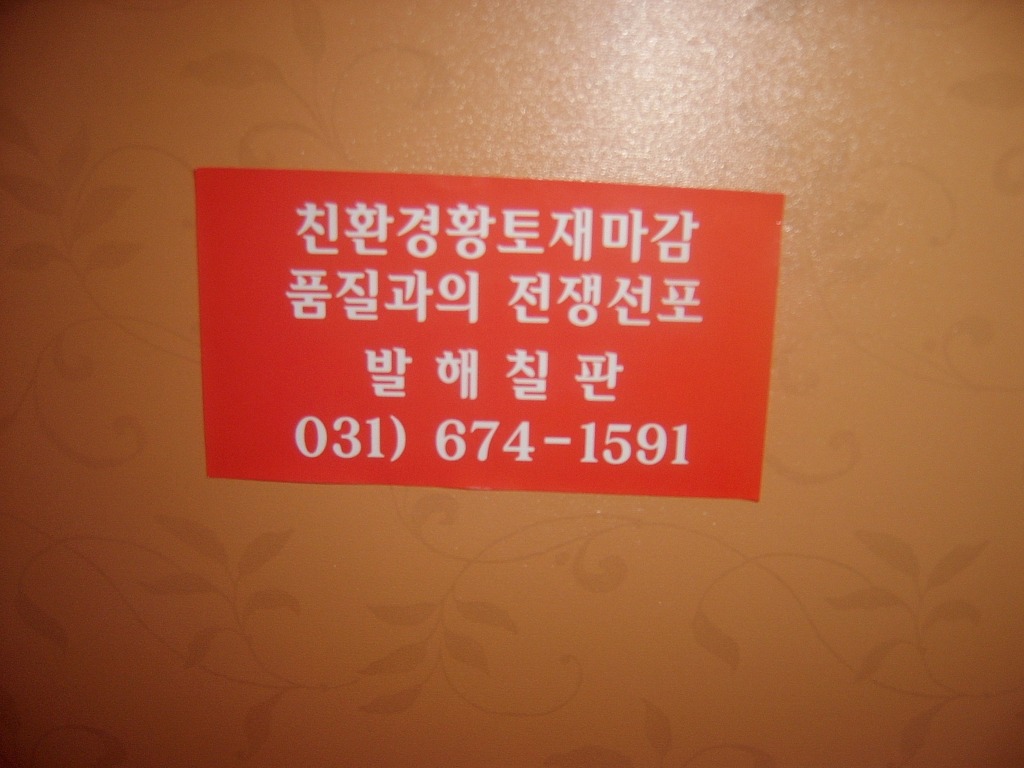 친환경황토재마감
품질과의 전쟁선포
발 해 칠 판
031) 674-1591